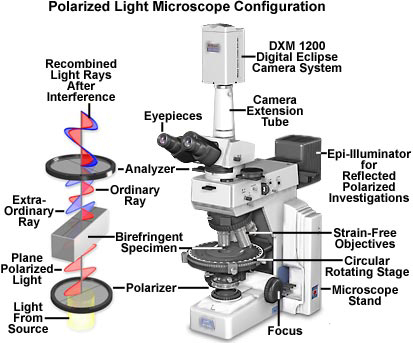 Polarized Light Microscope Configuration
DXM 1200
Digital Eclipse
Camera System
Recombined
Light Rays
After
Interference
Camera
Extension
Tube
Eyepieces
Epi-Illuminator
for
Reflected
Polarized
Investigations
Analyzer
Ordinary
Ray
Extra-
Ordinary
Ray
Birefringent
Specimen
Strain-Free
Objectives
Circular
Rotating Stage
Plane
Polarized
Light
Polarizer
Microscope
Stand
Light
From
Source
Focus